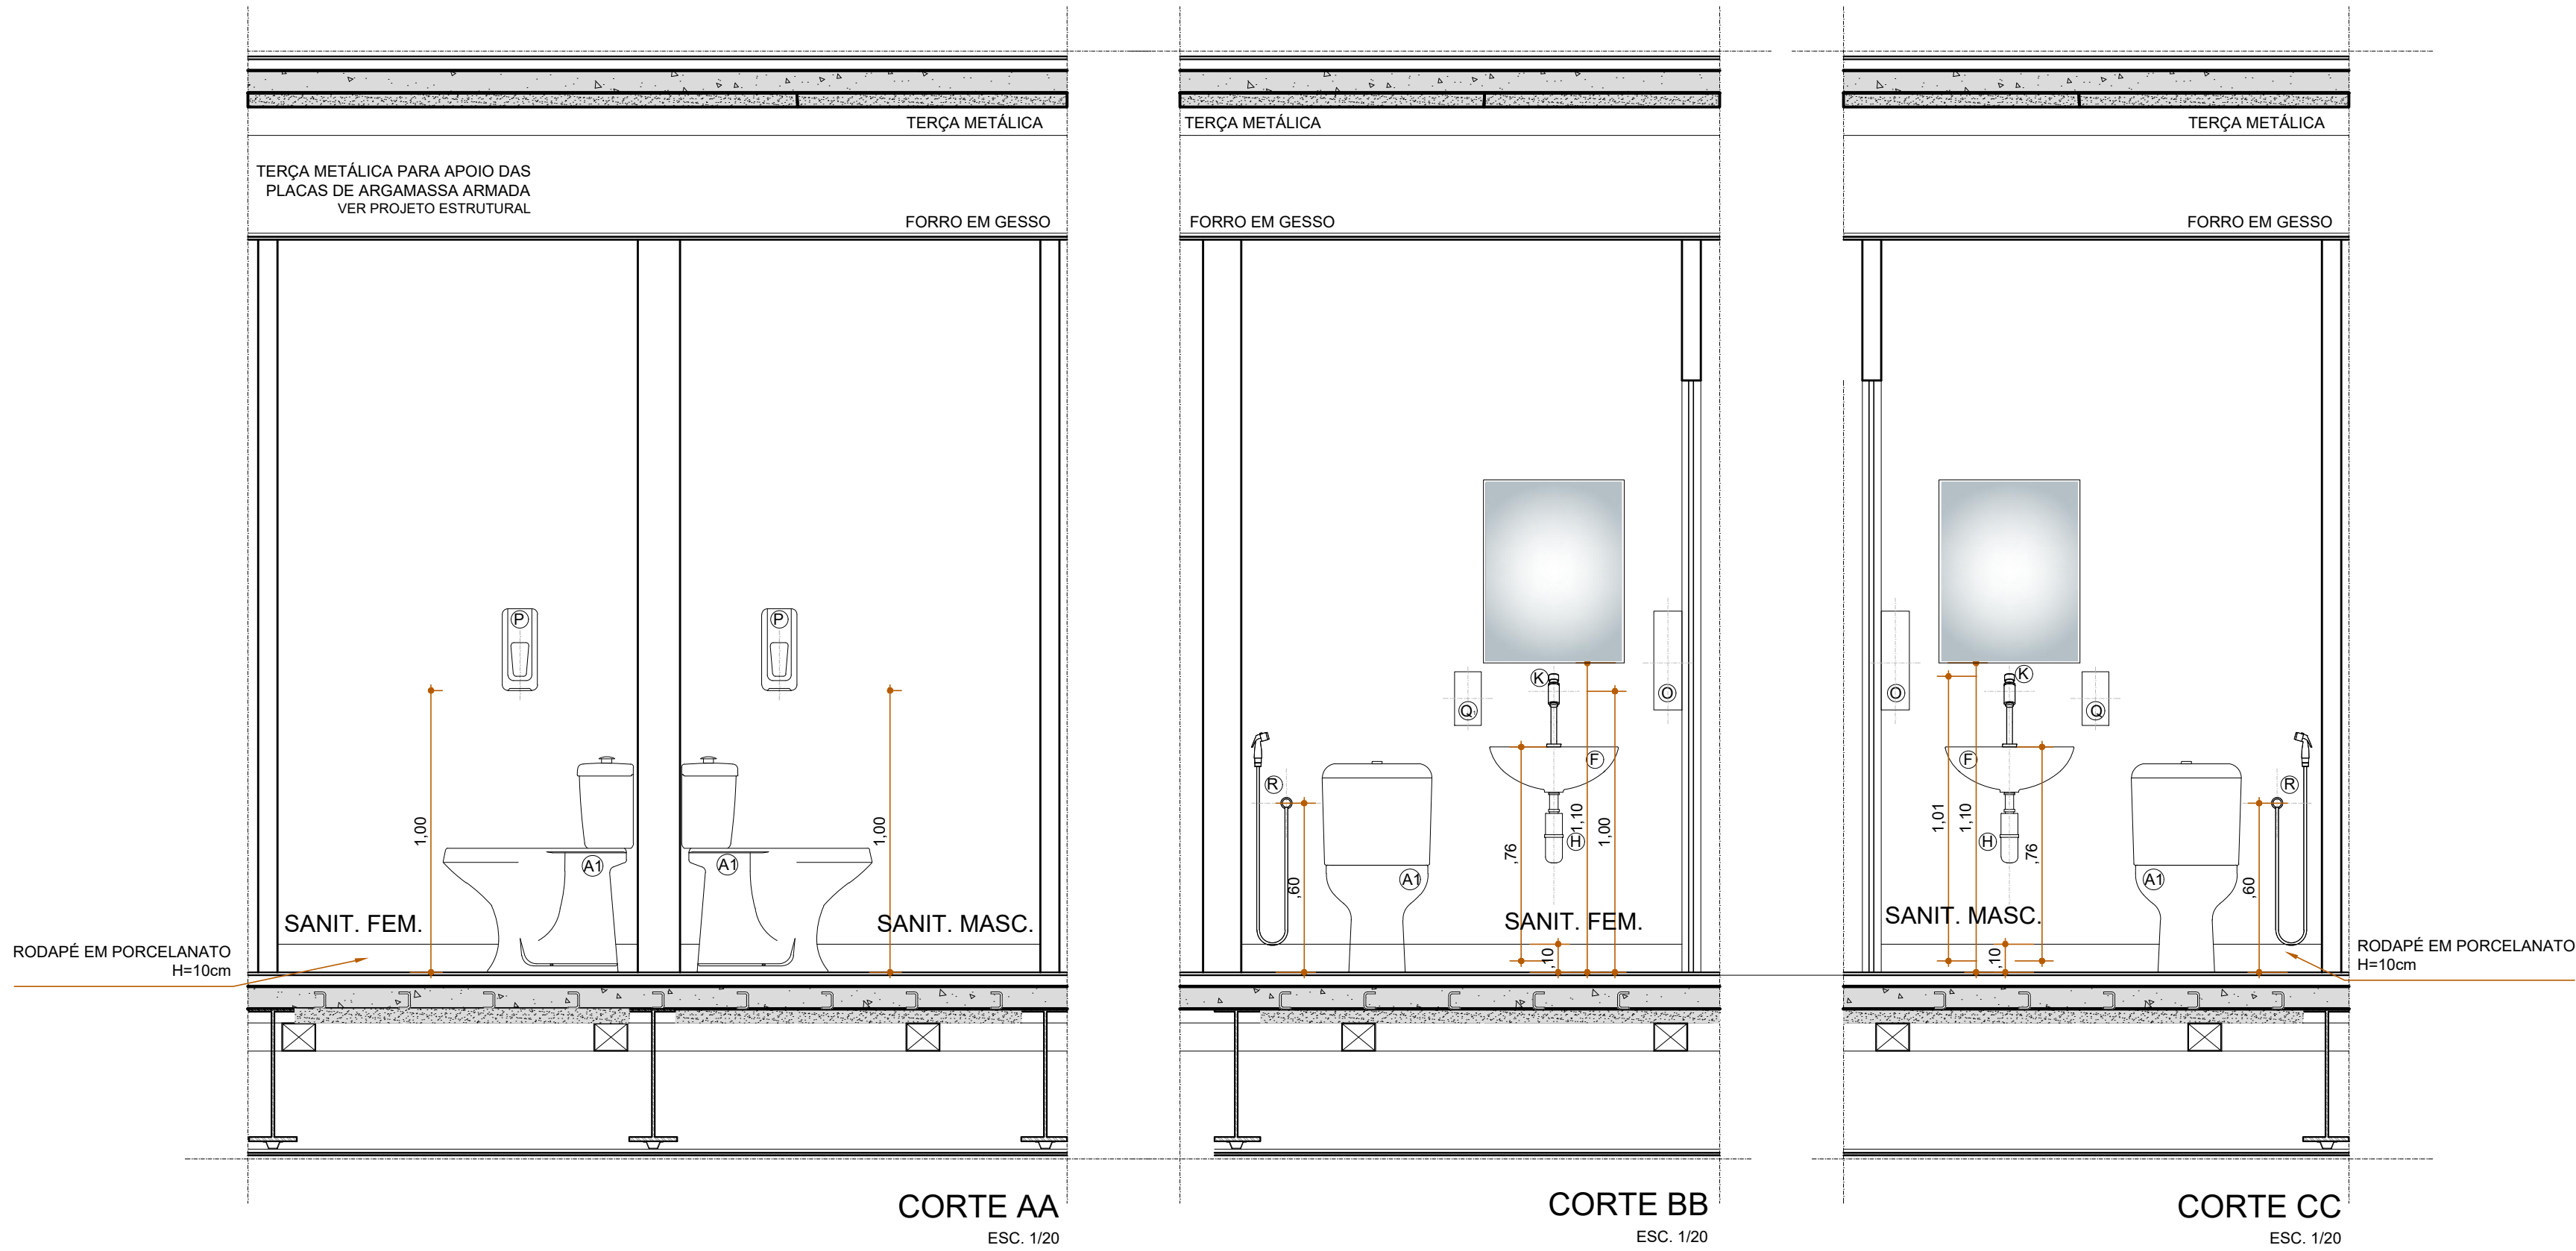 TERÇA METÁLICA
TERÇA METÁLICA PARA APOIO DAS
PLACAS DE ARGAMASSA ARMADA
VER PROJETO ESTRUTURAL
FORRO EM GESSO
P
P
1,00
1,00
A1
A1
SANIT. FEM.
SANIT. MASC.
RODAPÉ EM PORCELANATO
H=10cm
CORTE AA
ESC. 1/20
TERÇA METÁLICA
FORRO EM GESSO
K
Q
O
F
R
H
1,10
1,00
,76
,60
A1
SANIT. FEM.
,10
CORTE BB
ESC. 1/20
TERÇA METÁLICA
FORRO EM GESSO
K
O
Q
F
R
1,01
1,10
H
,76
A1
,60
SANIT. MASC.
,10
RODAPÉ EM PORCELANATO
H=10cm
CORTE CC
ESC. 1/20